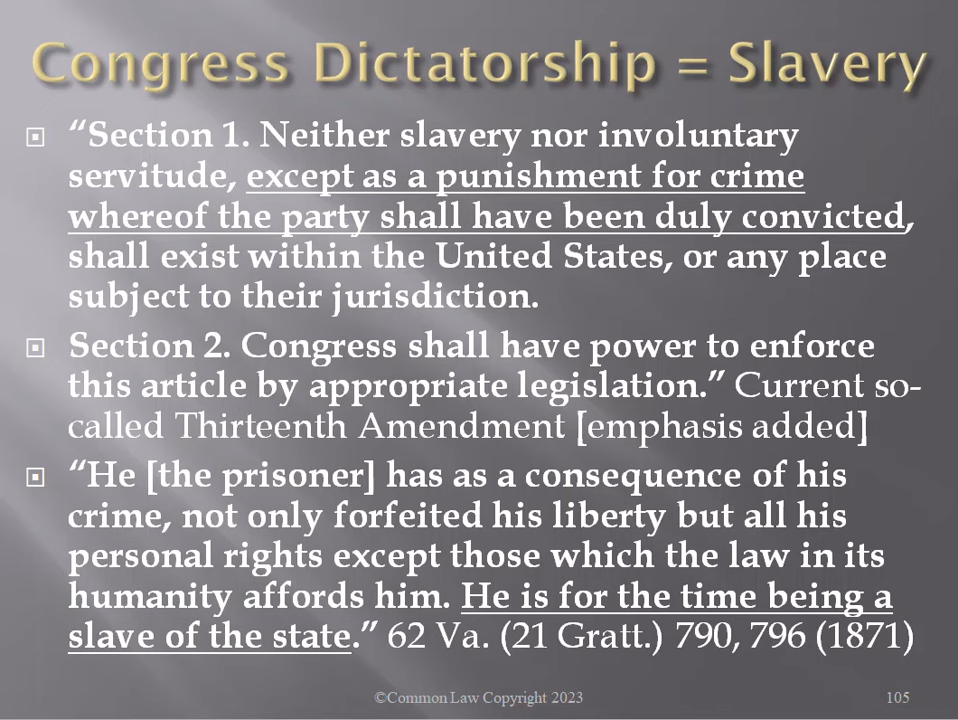 Congress Dictatorship = Slavery
“Section 1. Neither slavery nor involuntary
servitude, except as a punishment for crime
whereof the party shall have been duly convicted,
shall exist within the United States, or any place
subject to their jurisdiction.
Section 2. Congress shall have power to enforce
this article by appropriate legislation.” Current so-
called Thirteenth Amendment [emphasis added]
“He [the prisoner] has as a consequence of his
crime, not only forfeited his liberty but all his
personal rights except those which the law in its
humanity affords him. He is for the time being a
slave of the state.” 62 Va. (21 Gratt.) 790, 796 (1871)
©Common Law Copyright 2023
105